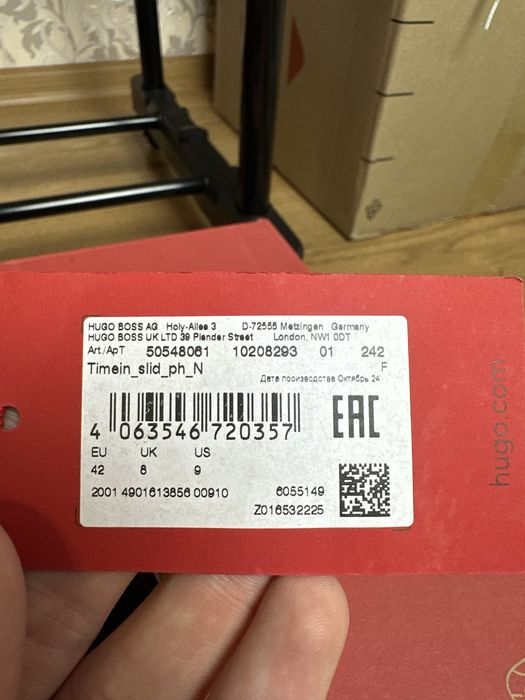 HUGO BOSS AG Holy-Allee 3 D-72555 Metzingen Germany
HUGO BOSS UK LTD 39 Plender Street London, NW1 0DT
Art./АрТ 50548061 10208293 01 242
Timein_slid_ph_N F
Дате производстве Октябрь 24
4 063546 720357
EAC
EU UK US
42 8 9
2001 4901613856 00910 6055149
Z016532225
hugo.com